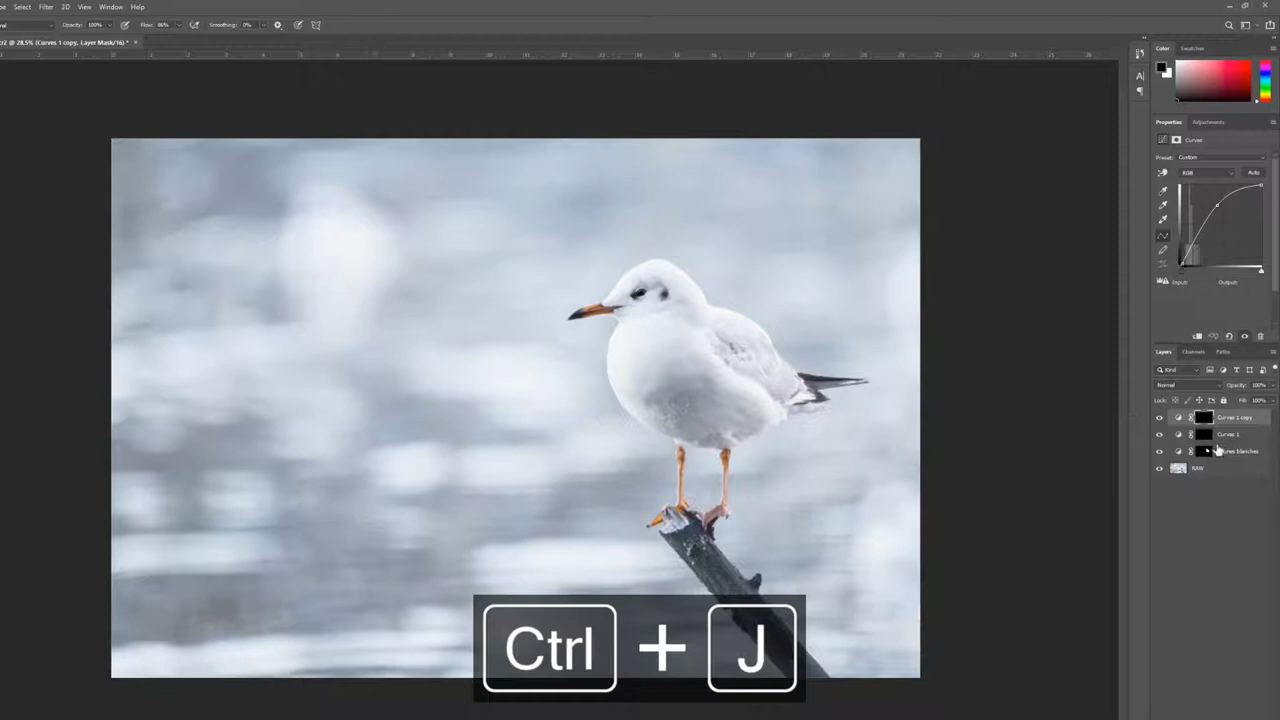 Select Filter 3D View Window Help
Opacity: 100% Flow: 86% Smoothing: 0%
@ 28,5% (Curves 1 copy, Layer Mask/16) *
Color Swatches
Properties Adjustments
Curves
Preset: Custom
RGB Auto
Input: Output:
Layers Channels Paths
Kind
Normal Opacity: 100%
Lock: Fill: 100%
Curves 1 copy
Curves 1
blanches
RAW
Ctrl + J